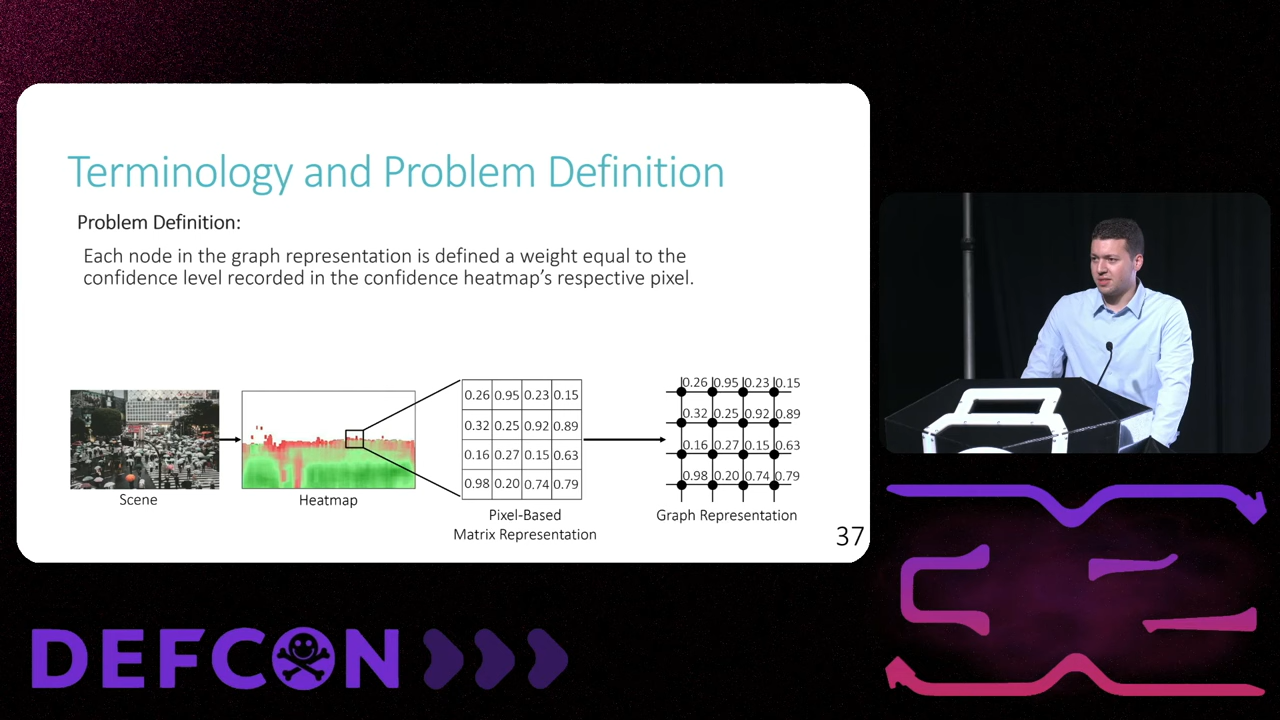 Terminology and Problem Definition
Problem Definition:
Each node in the graph representation is defined a weight equal to the
confidence level recorded in the confidence heatmap's respective pixel.
0.26 0.95 0.23 0.15
0.32 0.25 0.92 0.89
0.16 0.27 0.15 0.63
0.98 0.20 0.74 0.79
0.26 0.95 0.23 0.15
0.32 0.25 0.92 0.89
0.16 0.27 0.15 0.63
0.98 0.20 0.74 0.79
Scene
Heatmap
Pixel-Based
Matrix Representation
Graph Representation
37
DEFCON